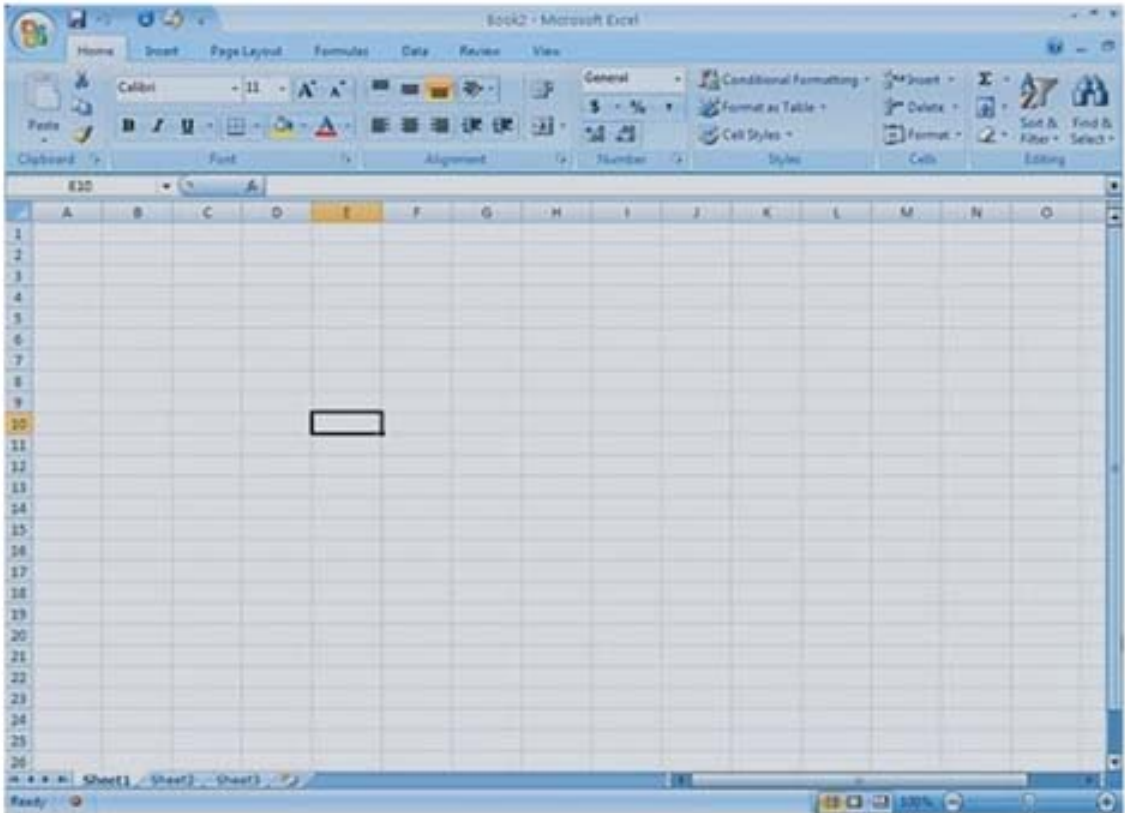 Book2 - Microsoft Excel
Home Insert Page Layout Formulas Data Review View
Calibri 11 A A General Conditional Formatting Insert Σ
Paste B I U A $ % , Format as Table Delete Sort & Filter Find & Select
Cell Styles Format
Clipboard Font Alignment Number Styles Cells Editing
E10 fx
A B C D E F G H I J K L M N O
1
2
3
4
5
6
7
8
9
10
11
12
13
14
15
16
17
18
19
20
21
22
23
24
25
26
Sheet1 Sheet2 Sheet3
Ready 100%